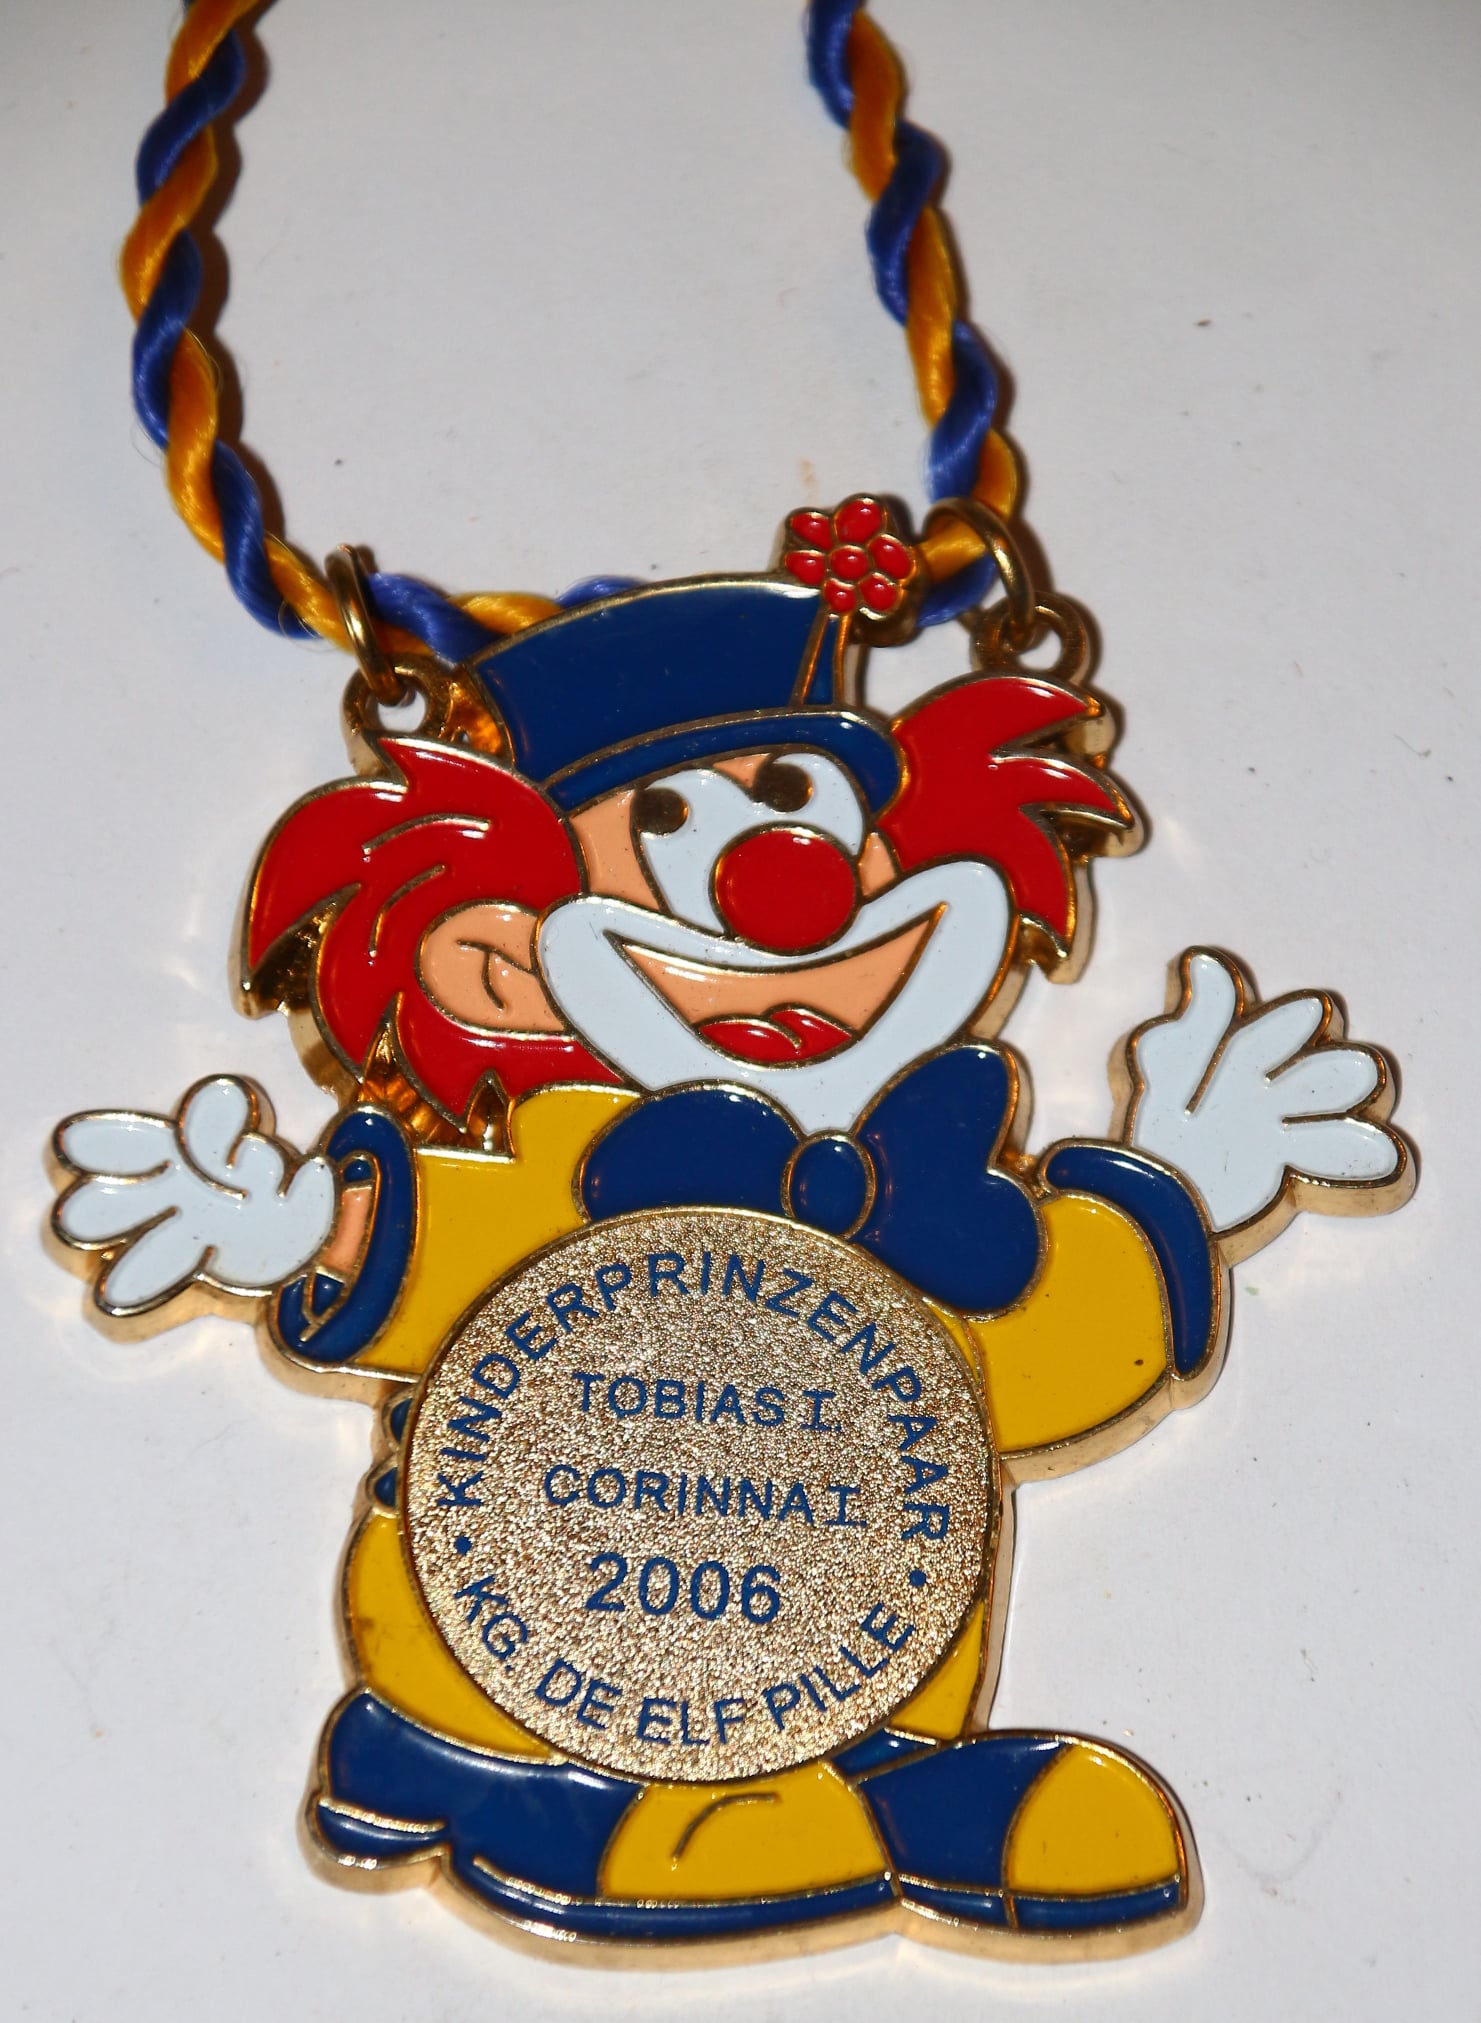 KINDERPRINZENPAAR
TOBIAS I.
CORINNA I.
2006
• KG. DE ELF PILLE •